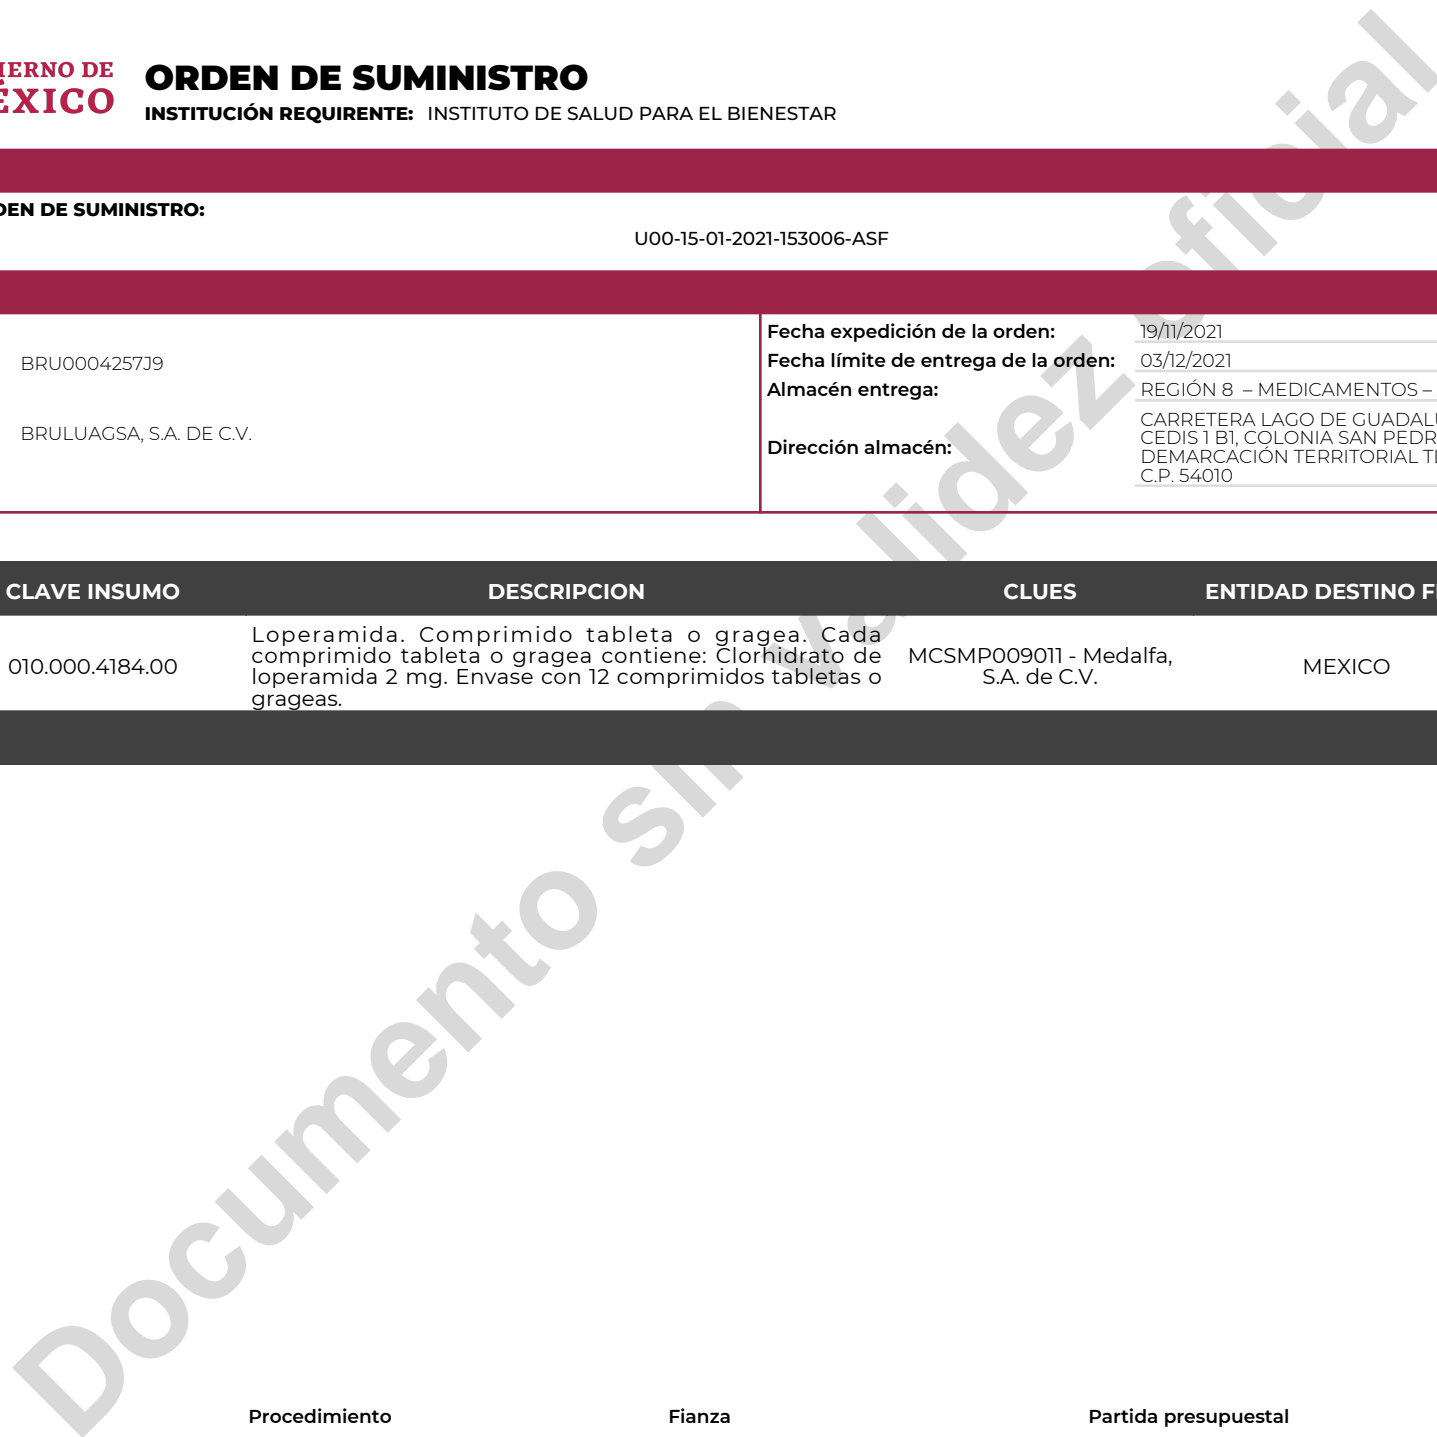 IERNO DE
ÉXICO
ORDEN DE SUMINISTRO
INSTITUCIÓN REQUIRENTE: INSTITUTO DE SALUD PARA EL BIENESTAR
DEN DE SUMINISTRO:
U00-15-01-2021-153006-ASF
BRU0004257J9
BRULUAGSA, S.A. DE C.V.
Fecha expedición de la orden: 19/11/2021
Fecha límite de entrega de la orden: 03/12/2021
Almacén entrega: REGIÓN 8 – MEDICAMENTOS –
Dirección almacén:
CARRETERA LAGO DE GUADALU
CEDIS 1 B1, COLONIA SAN PEDR
DEMARCACIÓN TERRITORIAL TL
C.P. 54010
CLAVE INSUMO DESCRIPCION CLUES ENTIDAD DESTINO FI
010.000.4184.00
Loperamida. Comprimido tableta o gragea. Cada
comprimido tableta o gragea contiene: Clorhidrato de
loperamida 2 mg. Envase con 12 comprimidos tabletas o
grageas.
MCSMP009011 - Medalfa,
S.A. de C.V.
MEXICO
Documento sin validez oficial
Procedimiento Fianza Partida presupuestal